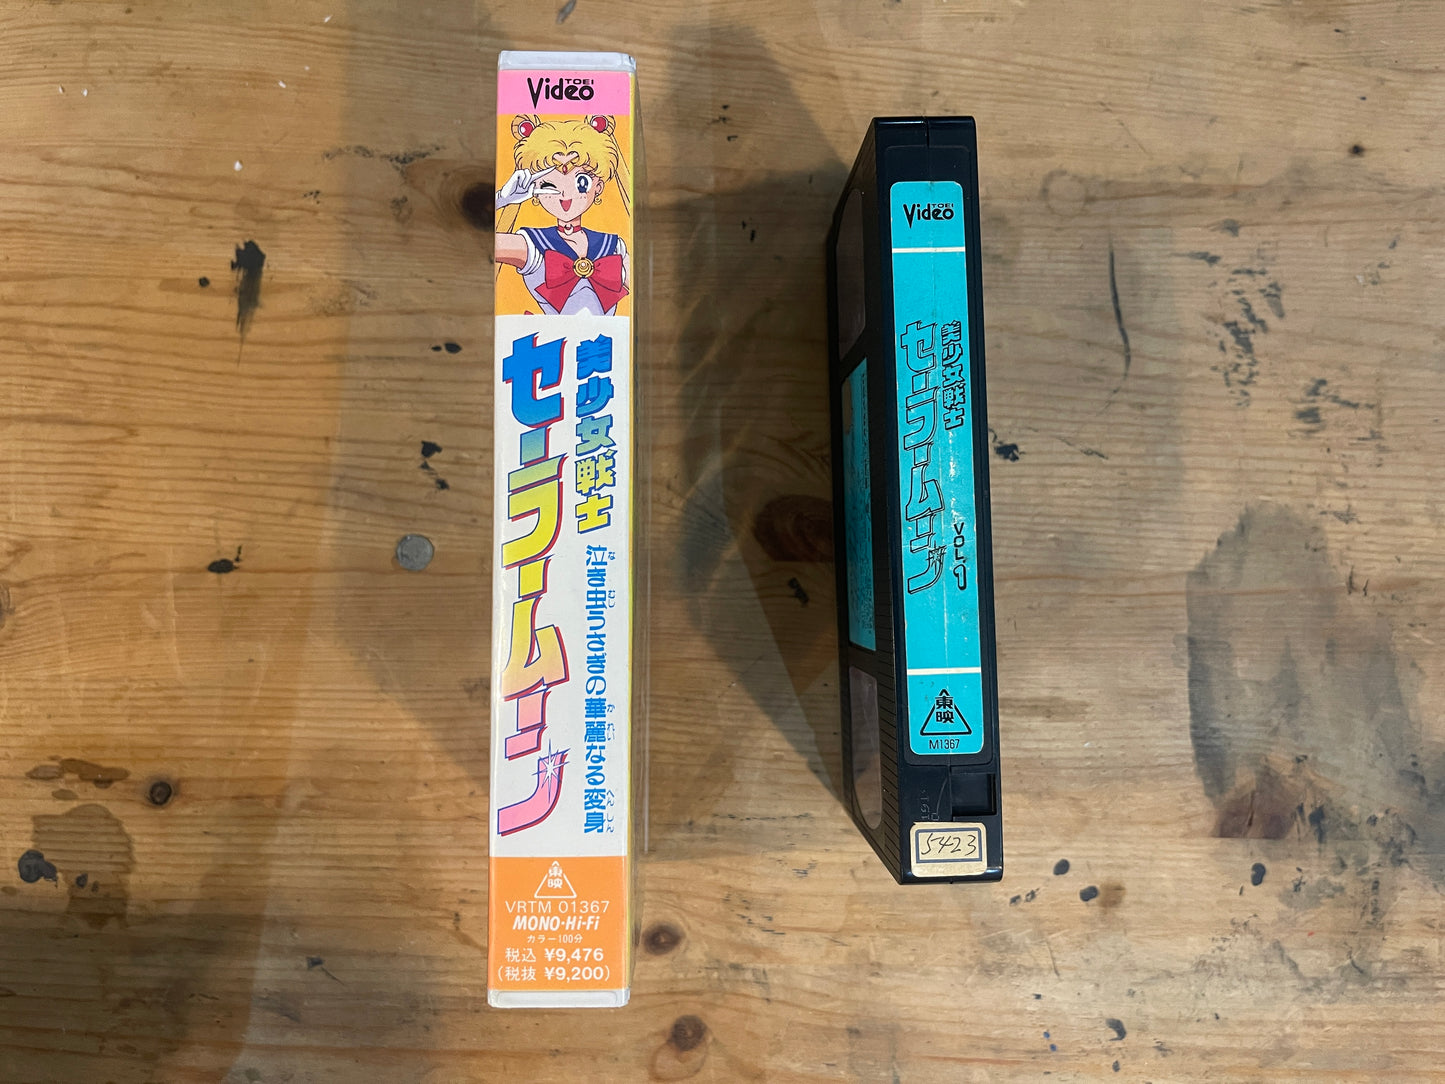 TOEI
Video
美少女戦士
セーラームーン
泣き虫うさぎの華麗なる変身
な むし か れい へん しん
東映
VRTM 01367
MONO・Hi-Fi
カラー100分
税込 ¥9,476
(税抜 ¥9,200)
TOEI
Video
美少女戦士
セーラームーン
VOL.1
東映
M1367
5423